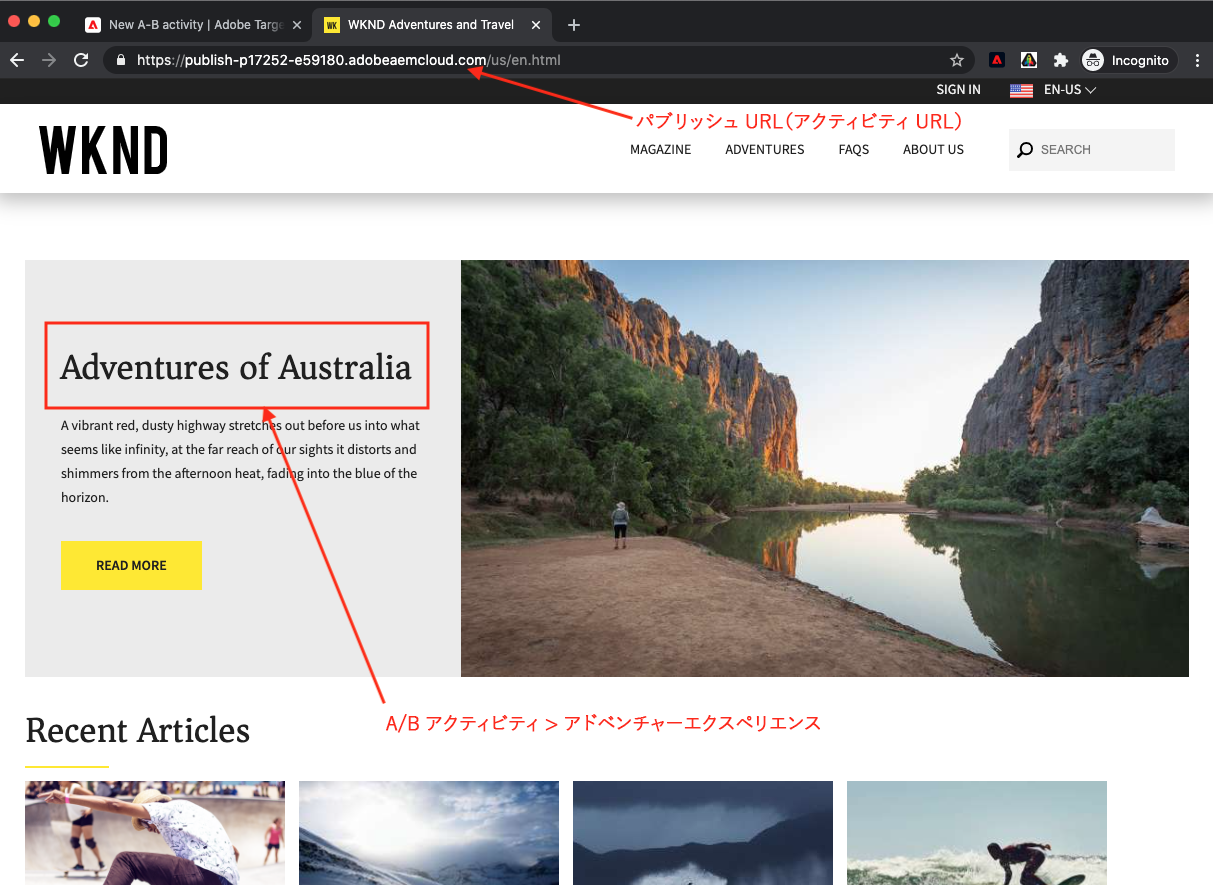 New A-B activity | Adobe Targe
WKND Adventures and Travel
https://publish-p17252-e59180.adobeaemcloud.com/us/en.html
Incognito
SIGN IN
EN-US
パブリッシュ URL（アクティビティ URL）
WKND
MAGAZINE
ADVENTURES
FAQS
ABOUT US
SEARCH
Adventures of Australia
A vibrant red, dusty highway stretches out before us into what
seems like infinity, at the far reach of our sights it distorts and
shimmers from the afternoon heat, fading into the blue of the
horizon.
READ MORE
A/B アクティビティ > アドベンチャーエクスペリエンス
Recent Articles